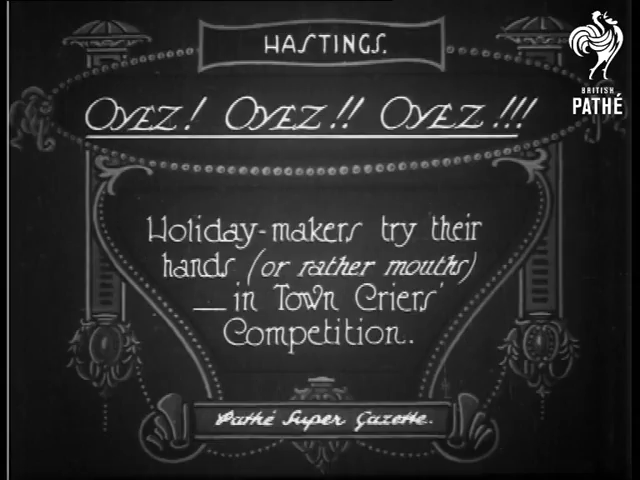 HASTINGS.
BRITISH
PATHÉ
OYEZ! OYEZ!! OYEZ!!!
Holiday-makers try their
hands (or rather mouths)
— in Town Criers'
Competition.
Pathé Super Gazette.